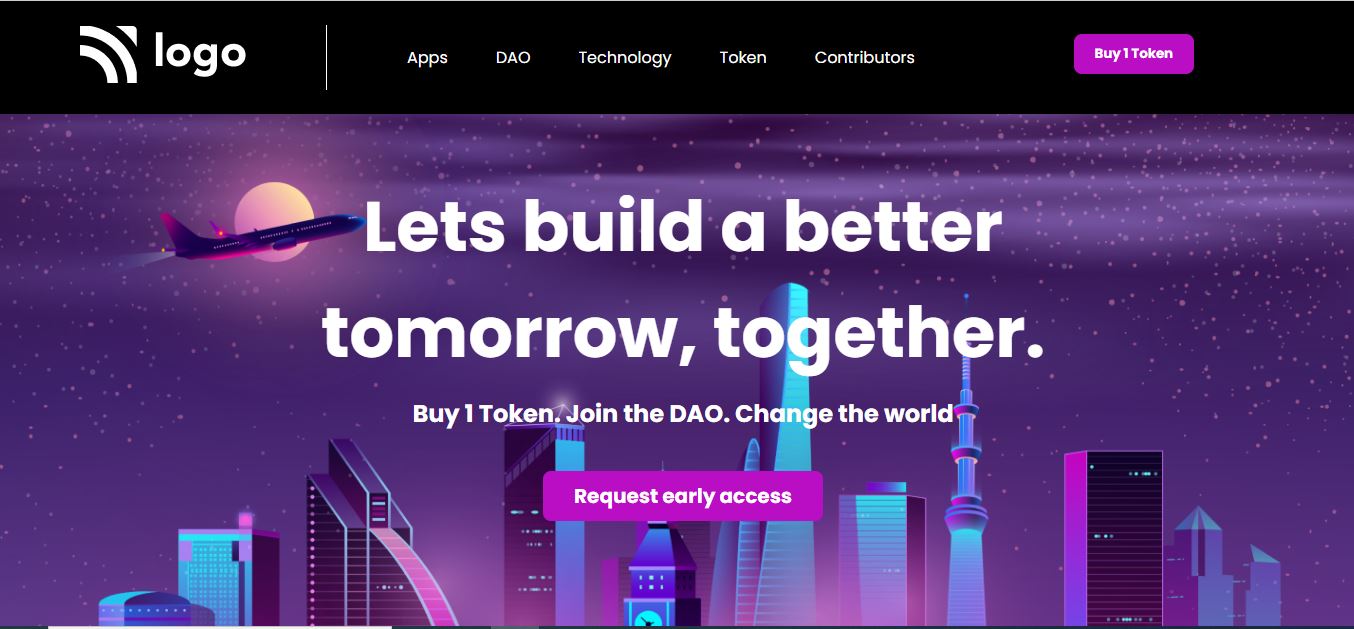 logo
Apps DAO Technology Token Contributors
Buy 1 Token
Lets build a better
tomorrow, together.
Buy 1 Token. Join the DAO. Change the world
Request early access